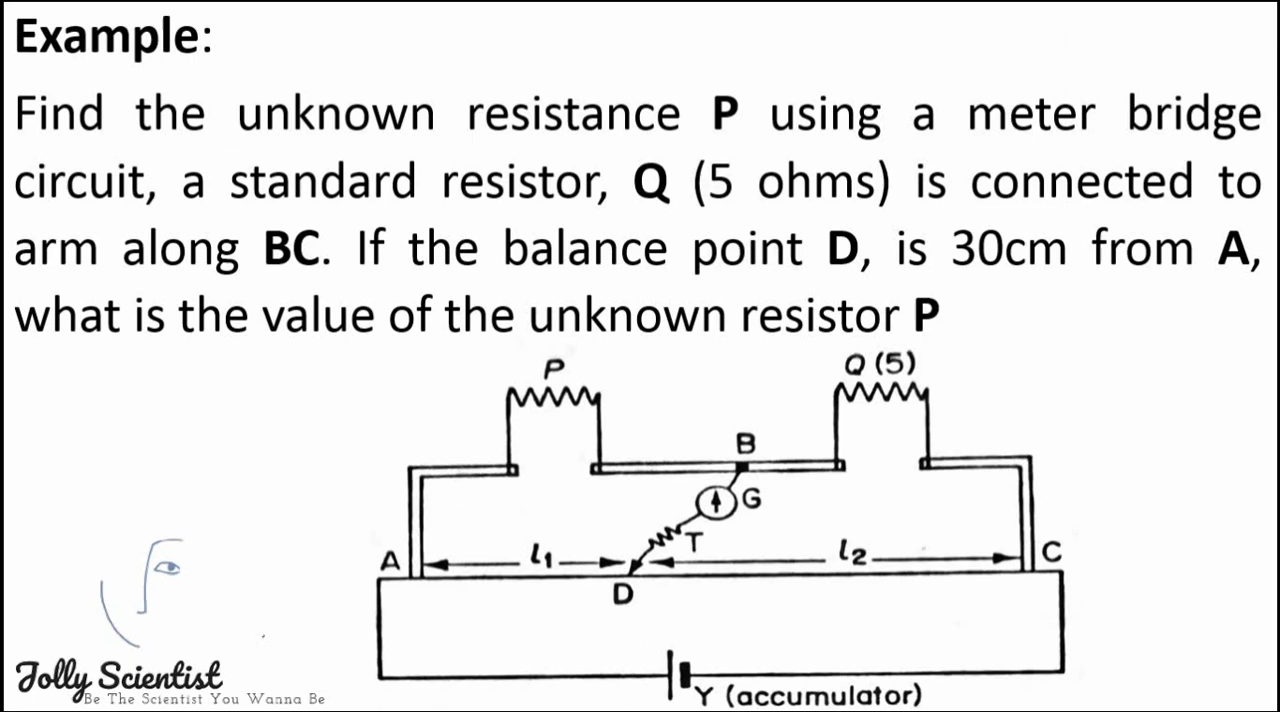 Example:
Find the unknown resistance P using a meter bridge
circuit, a standard resistor, Q (5 ohms) is connected to
arm along BC. If the balance point D, is 30cm from A,
what is the value of the unknown resistor P
P
Q (5)
B
G
T
A
l1
l2
C
D
Y (accumulator)
Jolly Scientist
Be The Scientist You Wanna Be